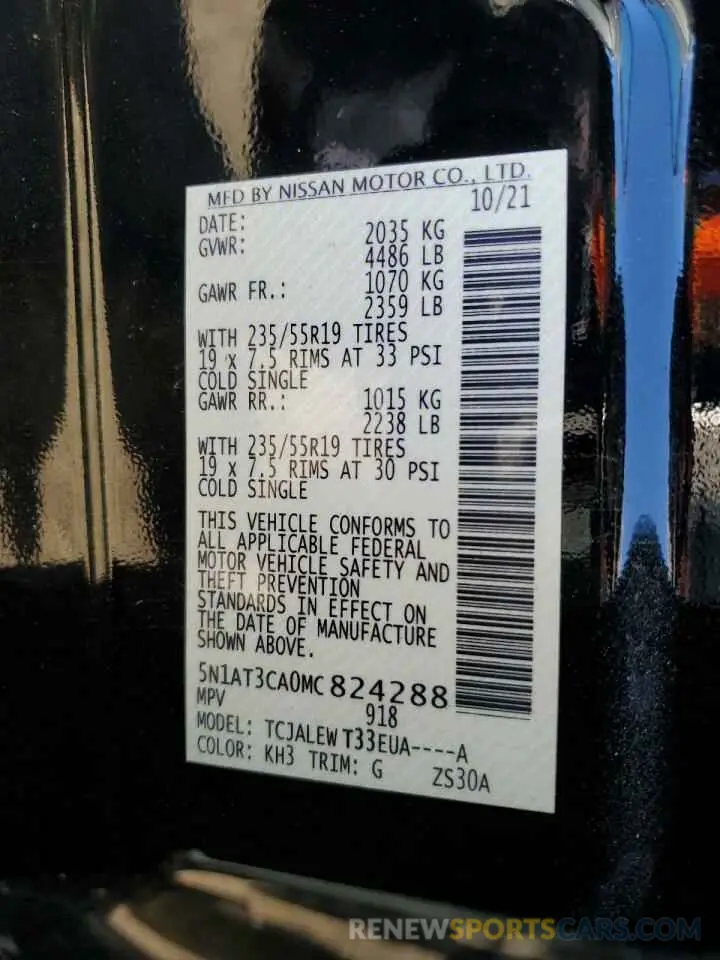 MFD BY NISSAN MOTOR CO., LTD.
DATE: 10/21
GVWR: 2035 KG
4486 LB
GAWR FR.: 1070 KG
2359 LB
WITH 235/55R19 TIRES
19 x 7.5 RIMS AT 33 PSI
COLD SINGLE
GAWR RR.: 1015 KG
2238 LB
WITH 235/55R19 TIRES
19 x 7.5 RIMS AT 30 PSI
COLD SINGLE
THIS VEHICLE CONFORMS TO
ALL APPLICABLE FEDERAL
MOTOR VEHICLE SAFETY AND
THEFT PREVENTION
STANDARDS IN EFFECT ON
THE DATE OF MANUFACTURE
SHOWN ABOVE.
5N1AT3CA0MC824288
MPV 918
MODEL: TCJALEWT33EUA----A
COLOR: KH3 TRIM: G ZS30A
RENEWSPORTSCARS.COM